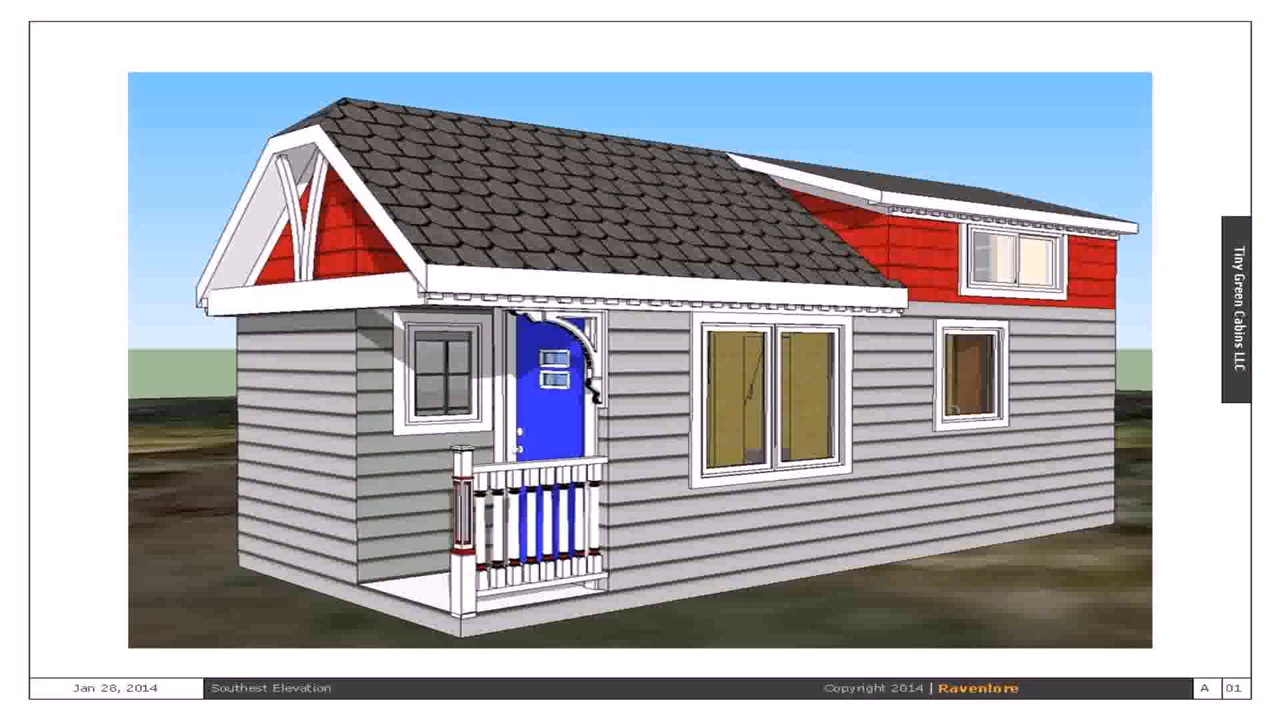 Tiny Green Cabins LLC
Jan 28, 2014
Southest Elevation
Copyright 2014 | Ravenlore
A 01